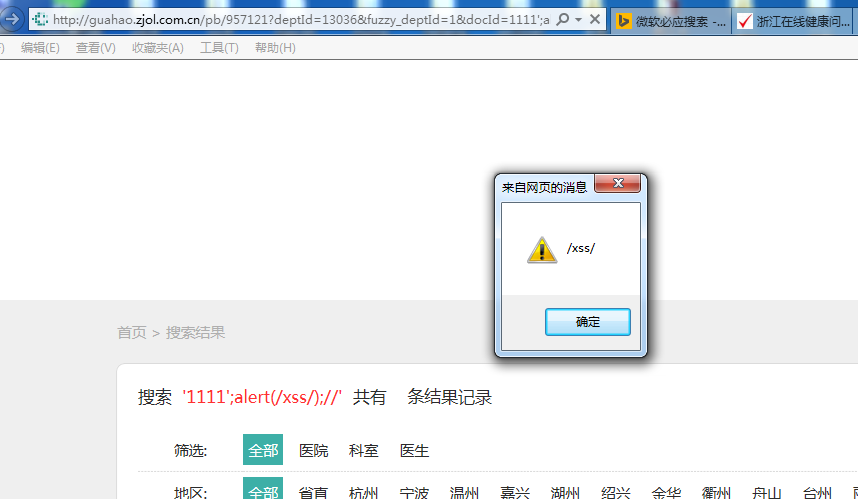 http://guahao.zjol.com.cn/pb/957121?deptId=13036&fuzzy_deptId=1&docId=1111';a
微软必应搜索 -... 浙江在线健康问...
编辑(E) 查看(V) 收藏夹(A) 工具(T) 帮助(H)
来自网页的消息
/xss/
确定
首页 > 搜索结果
搜索 '1111';alert(/xss/);//' 共有 条结果记录
筛选: 全部 医院 科室 医生
地区: 全部 省直 杭州 宁波 温州 嘉兴 湖州 绍兴 金华 衢州 舟山 台州